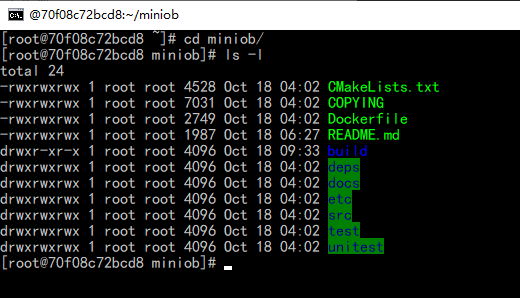 @70f08c72bcd8:~/miniob
[root@70f08c72bcd8 ~]# cd miniob/
[root@70f08c72bcd8 miniob]# ls -l
total 24
-rwxrwxrwx 1 root root 4528 Oct 18 04:02 CMakeLists.txt
-rwxrwxrwx 1 root root 7031 Oct 18 04:02 COPYING
-rwxrwxrwx 1 root root 2749 Oct 18 04:02 Dockerfile
-rwxrwxrwx 1 root root 1987 Oct 18 06:27 README.md
drwxr-xr-x 1 root root 4096 Oct 18 09:33 build
drwxrwxrwx 1 root root 4096 Oct 18 04:02 deps
drwxrwxrwx 1 root root 4096 Oct 18 04:02 docs
drwxrwxrwx 1 root root 4096 Oct 18 04:02 etc
drwxrwxrwx 1 root root 4096 Oct 18 04:02 src
drwxrwxrwx 1 root root 4096 Oct 18 04:02 test
drwxrwxrwx 1 root root 4096 Oct 18 04:02 unitest
[root@70f08c72bcd8 miniob]#